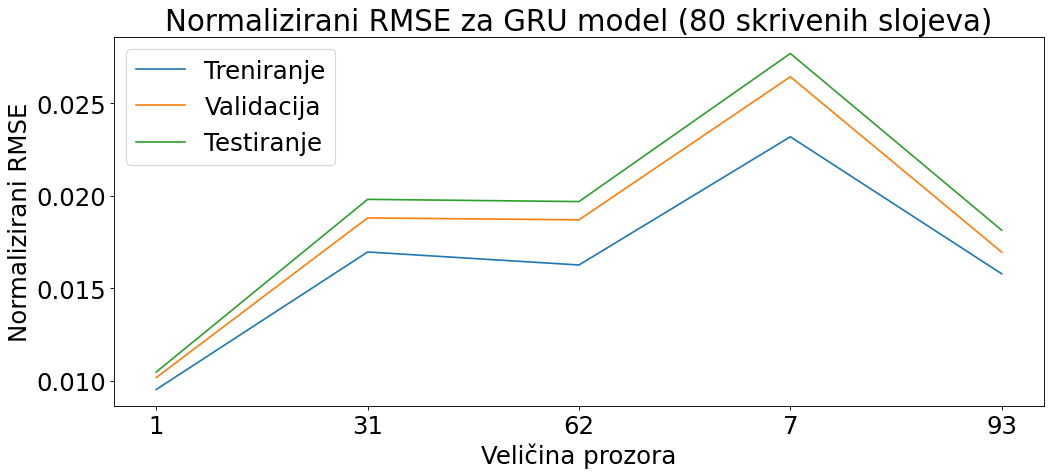 Normalizirani RMSE za GRU model (80 skrivenih slojeva)
Treniranje
Validacija
Testiranje
Normalizirani RMSE
0.025
0.020
0.015
0.010
1 31 62 7 93
Veličina prozora